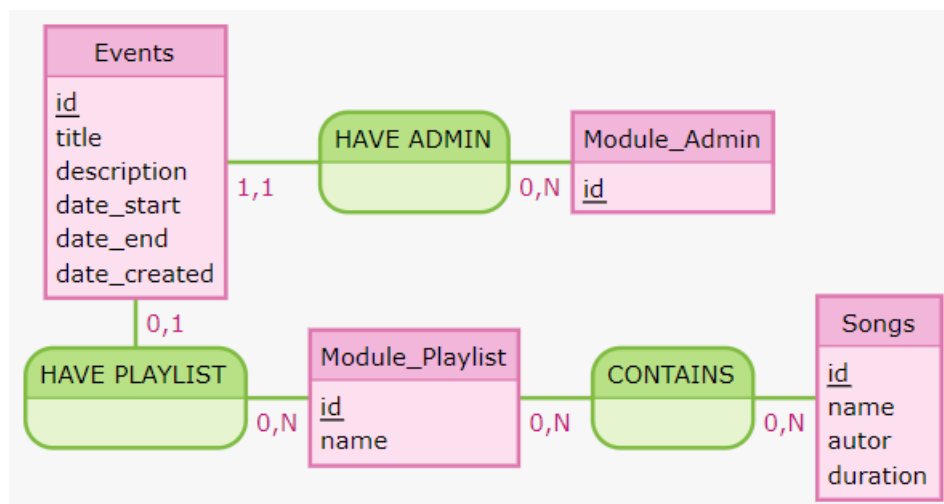 Events
id
title
description
date_start
date_end
date_created
HAVE ADMIN
1,1
0,N
Module_Admin
id
0,1
HAVE PLAYLIST
0,N
Module_Playlist
id
name
CONTAINS
0,N
0,N
Songs
id
name
autor
duration